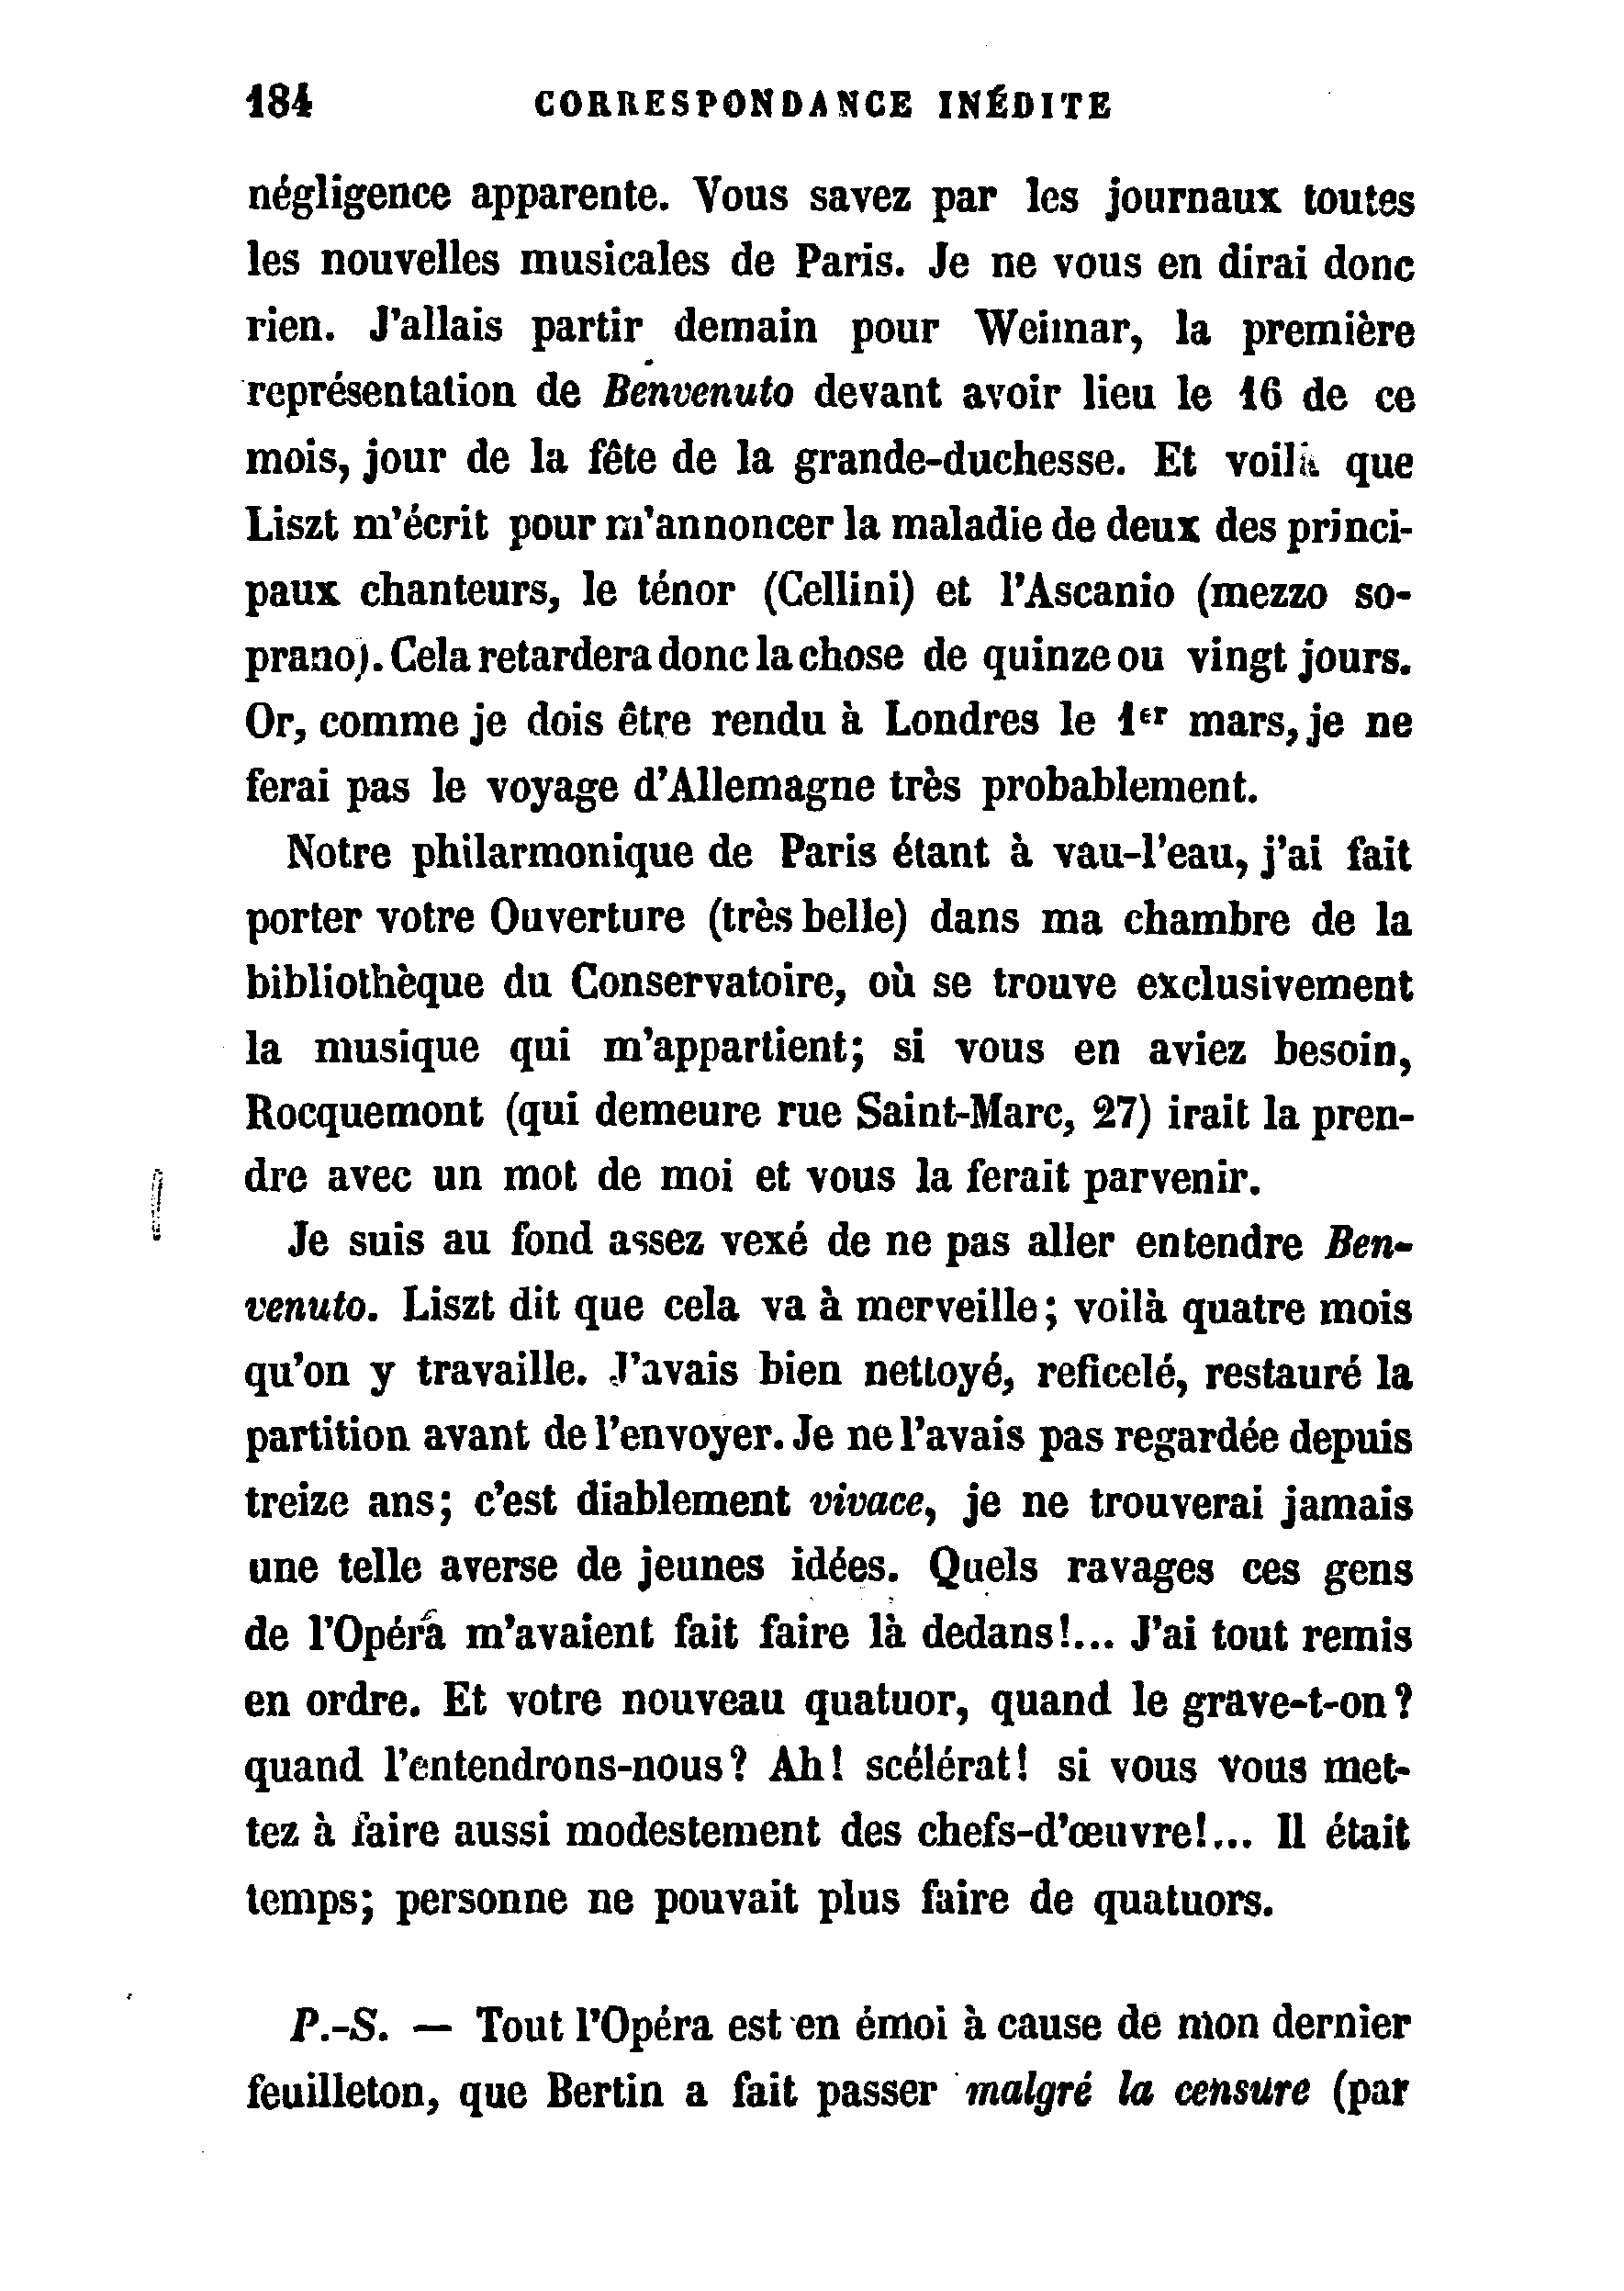 184 CORRESPONDANCE INÉDITE
négligence apparente. Vous savez par les journaux toutes
les nouvelles musicales de Paris. Je ne vous en dirai donc
rien. J'allais partir demain pour Weimar, la première
représentation de Benvenuto devant avoir lieu le 16 de ce
mois, jour de la fête de la grande-duchesse. Et voilà que
Liszt m'écrit pour m'annoncer la maladie de deux des princi-
paux chanteurs, le ténor (Cellini) et l'Ascanio (mezzo so-
prano). Cela retardera donc la chose de quinze ou vingt jours.
Or, comme je dois être rendu à Londres le 1er mars, je ne
ferai pas le voyage d'Allemagne très probablement.
Notre philarmonique de Paris étant à vau-l'eau, j'ai fait
porter votre Ouverture (très belle) dans ma chambre de la
bibliothèque du Conservatoire, où se trouve exclusivement
la musique qui m'appartient; si vous en aviez besoin,
Rocquemont (qui demeure rue Saint-Marc, 27) irait la pren-
dre avec un mot de moi et vous la ferait parvenir.
Je suis au fond assez vexé de ne pas aller entendre Ben-
venuto. Liszt dit que cela va à merveille; voilà quatre mois
qu'on y travaille. J'avais bien nettoyé, reficelé, restauré la
partition avant de l'envoyer. Je ne l'avais pas regardée depuis
treize ans; c'est diablement vivace, je ne trouverai jamais
une telle averse de jeunes idées. Quels ravages ces gens
de l'Opéra m'avaient fait faire là dedans!... J'ai tout remis
en ordre. Et votre nouveau quatuor, quand le grave-t-on?
quand l'entendrons-nous? Ah! scélérat! si vous vous met-
tez à faire aussi modestement des chefs-d'œuvre!... Il était
temps; personne ne pouvait plus faire de quatuors.
P.-S. — Tout l'Opéra est en émoi à cause de mon dernier
feuilleton, que Bertin a fait passer malgré la censure (par